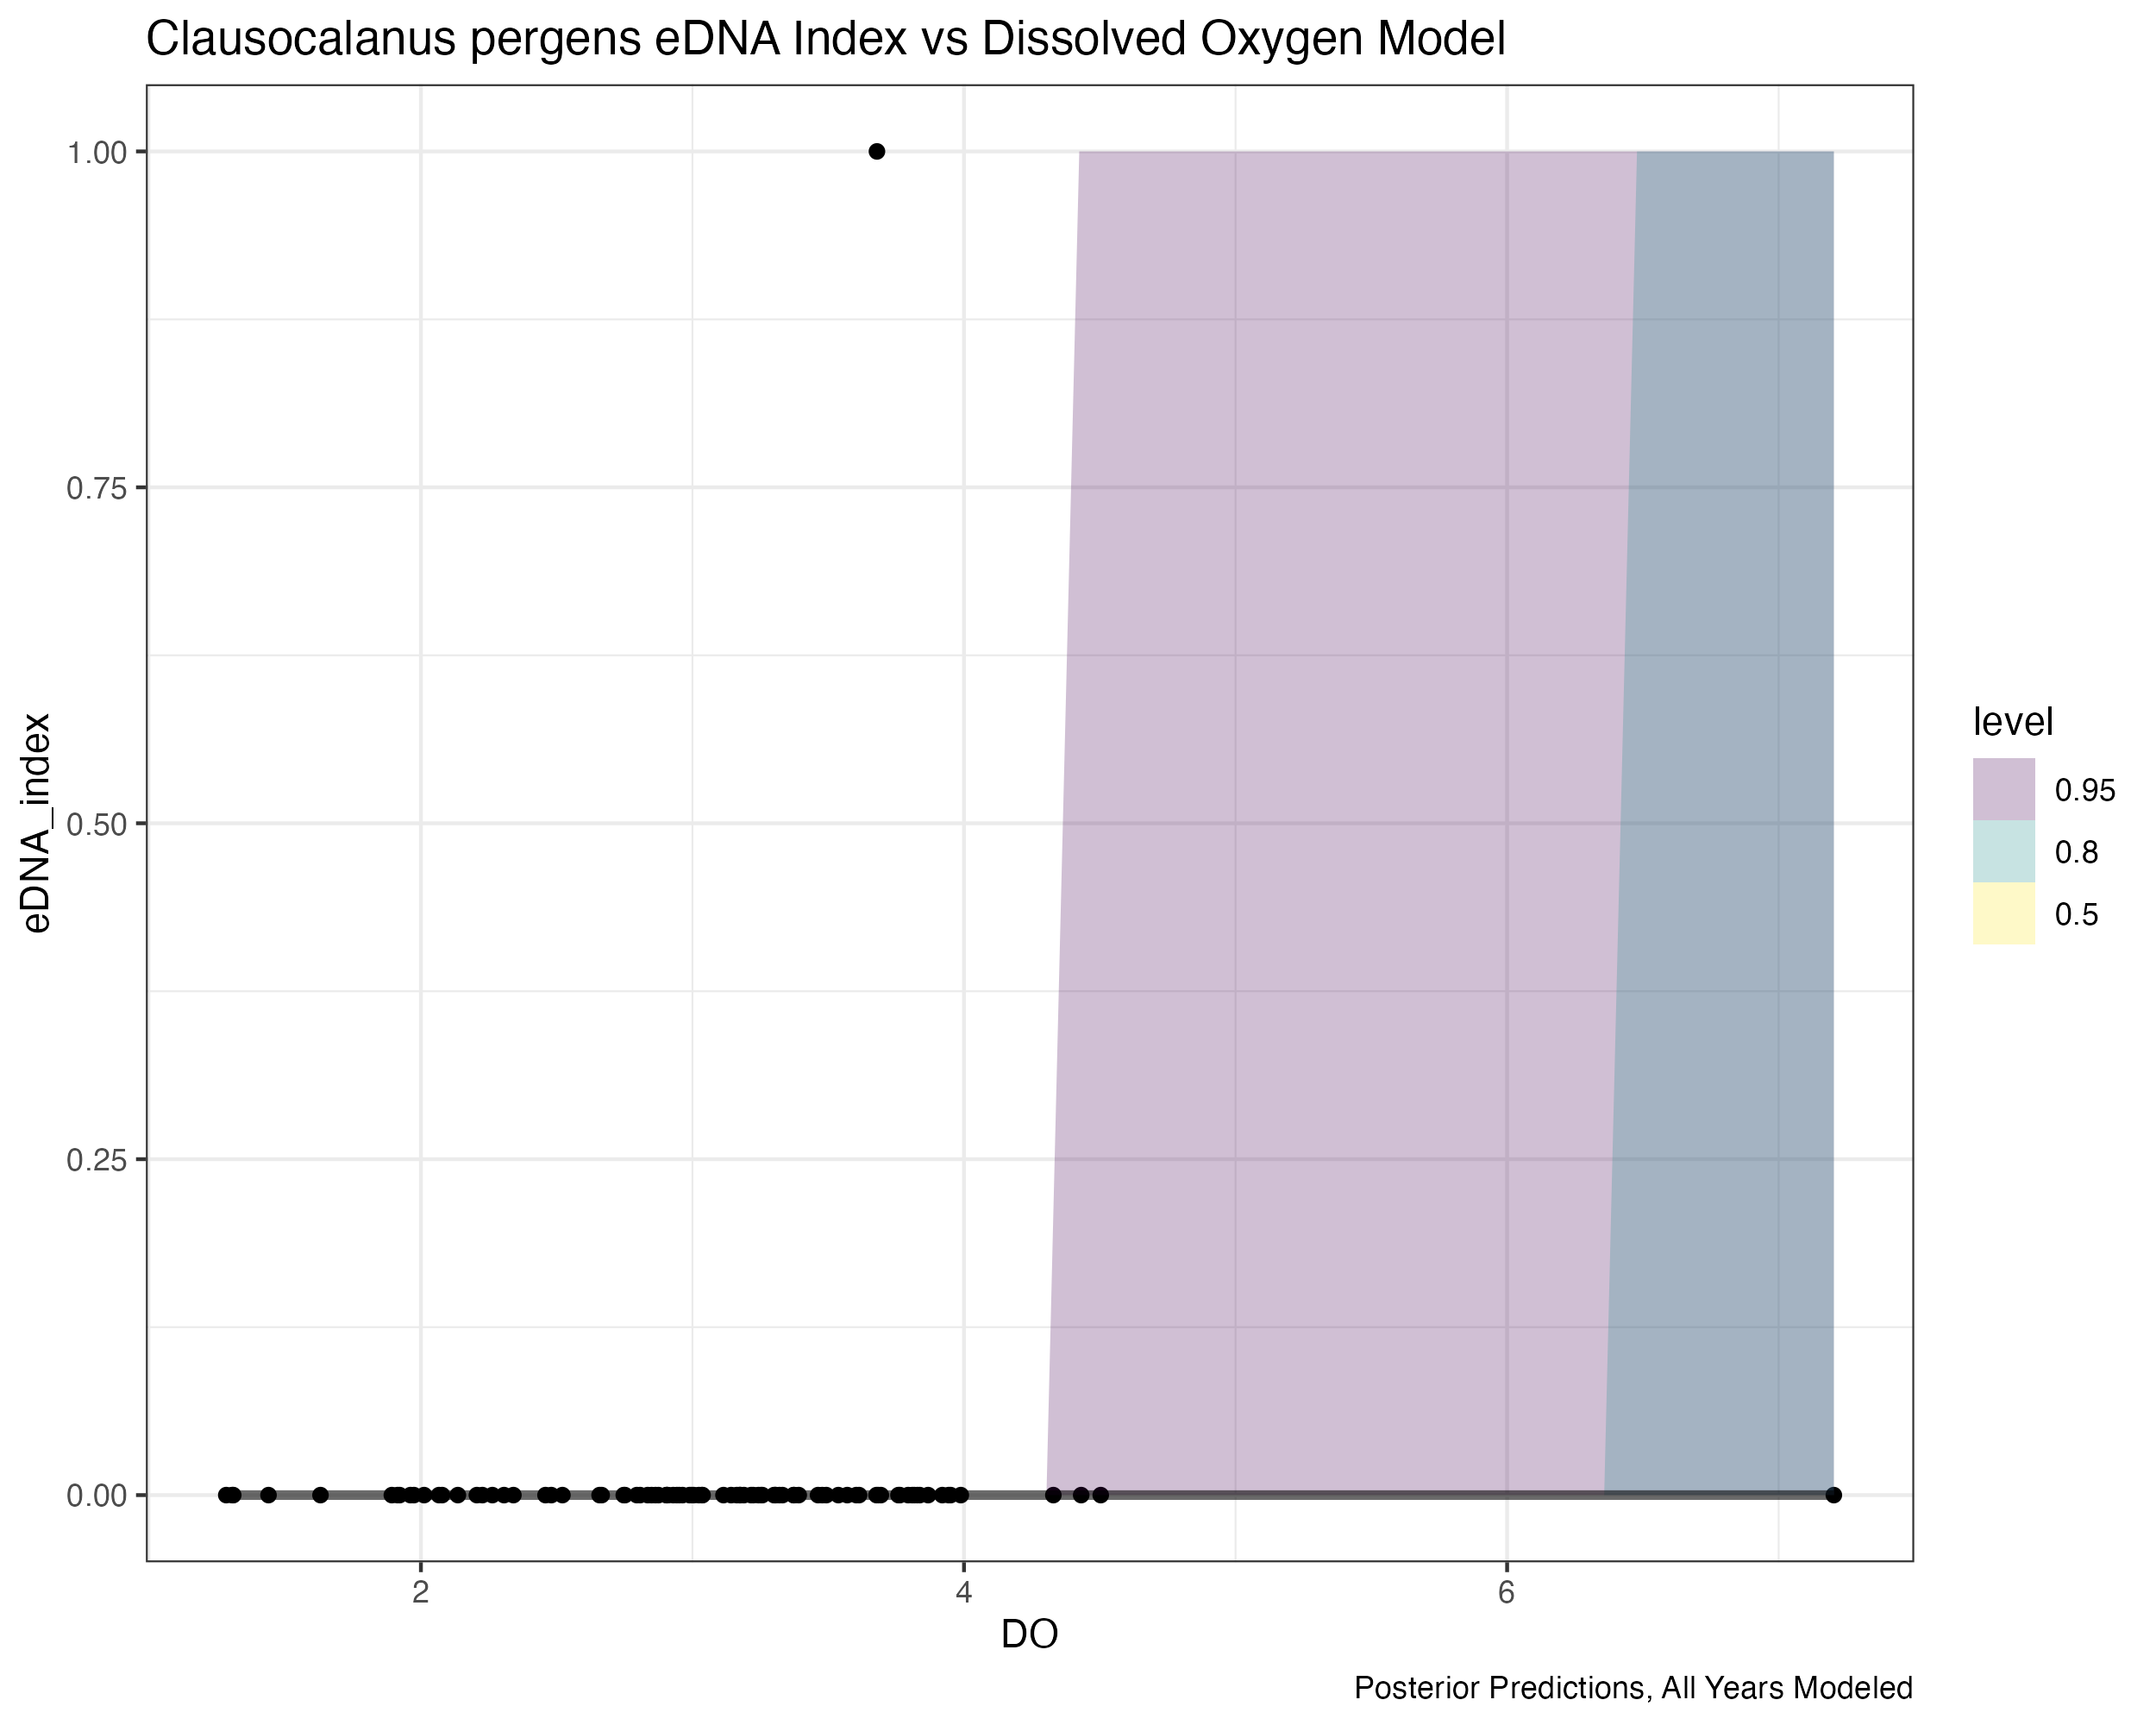 Clausocalanus pergens eDNA Index vs Dissolved Oxygen Model
1.00
0.75
0.50
0.25
0.00
eDNA_index
2
4
6
DO
level
0.95
0.8
0.5
Posterior Predictions, All Years Modeled